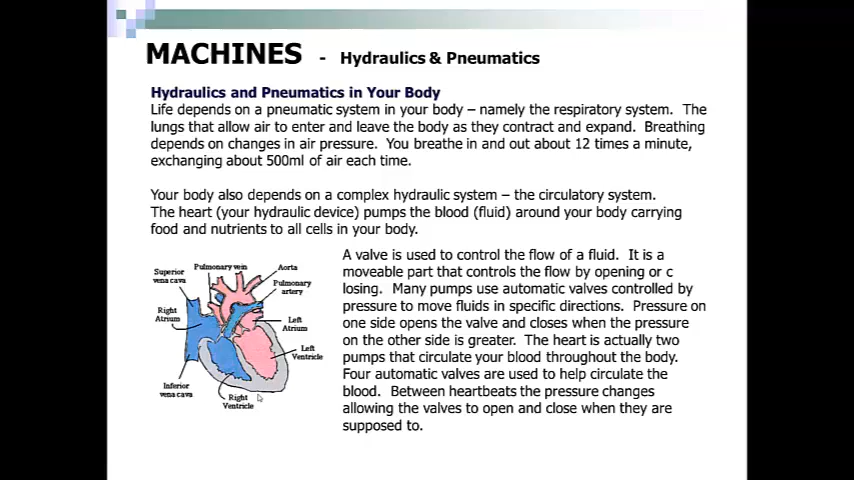 MACHINES - Hydraulics & Pneumatics
Hydraulics and Pneumatics in Your Body
Life depends on a pneumatic system in your body – namely the respiratory system. The
lungs that allow air to enter and leave the body as they contract and expand. Breathing
depends on changes in air pressure. You breathe in and out about 12 times a minute,
exchanging about 500ml of air each time.
Your body also depends on a complex hydraulic system – the circulatory system.
The heart (your hydraulic device) pumps the blood (fluid) around your body carrying
food and nutrients to all cells in your body.
Pulmonary vein
Aorta
Superior
vena cava
Pulmonary
artery
Right
Atrium
Left
Atrium
Left
Ventricle
Inferior
vena cava
Right
Ventricle
A valve is used to control the flow of a fluid. It is a
moveable part that controls the flow by opening or c
losing. Many pumps use automatic valves controlled by
pressure to move fluids in specific directions. Pressure on
one side opens the valve and closes when the pressure
on the other side is greater. The heart is actually two
pumps that circulate your blood throughout the body.
Four automatic valves are used to help circulate the
blood. Between heartbeats the pressure changes
allowing the valves to open and close when they are
supposed to.